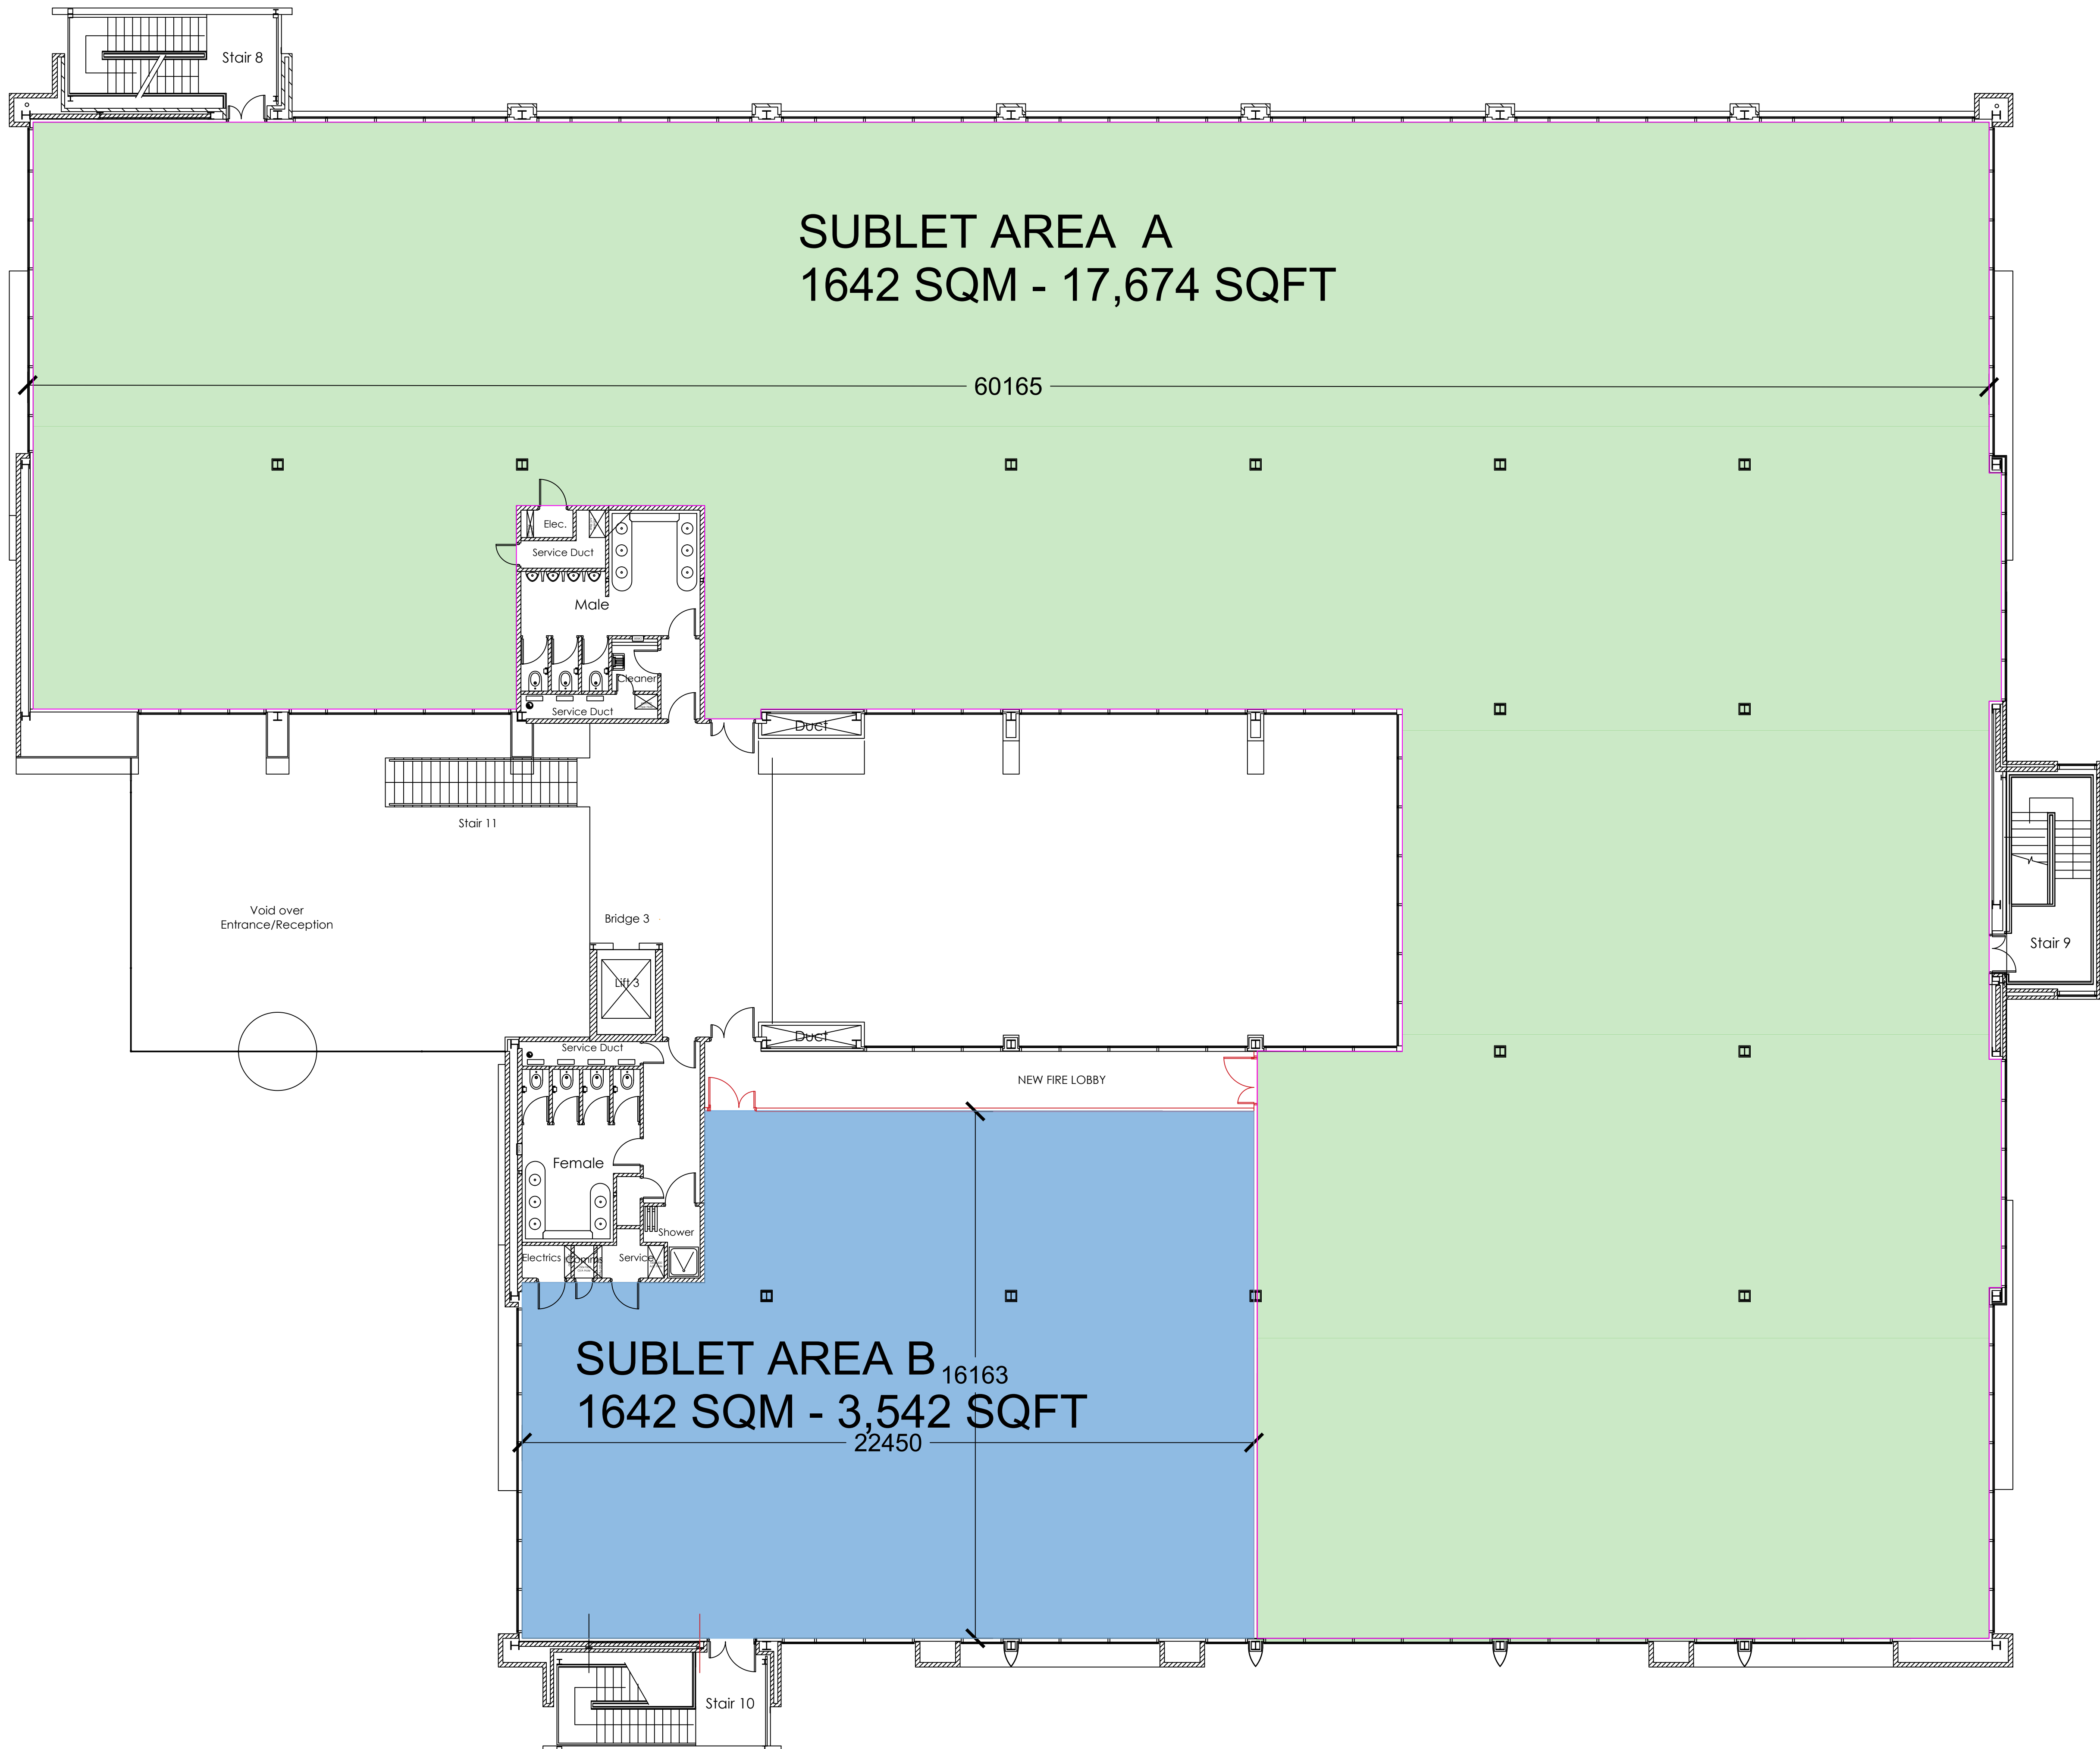 Stair 8
SUBLET AREA A
1642 SQM - 17,674 SQFT
60165
Elec.
Service Duct
Male
Cleaner
Service Duct
Duct
Stair 11
Void over
Entrance/Reception
Bridge 3
Stair 9
Lift 3
Duct
Service Duct
NEW FIRE LOBBY
Female
Shower
Electrics
Comms
Service
SUBLET AREA B
16163
1642 SQM - 3,542 SQFT
22450
Stair 10